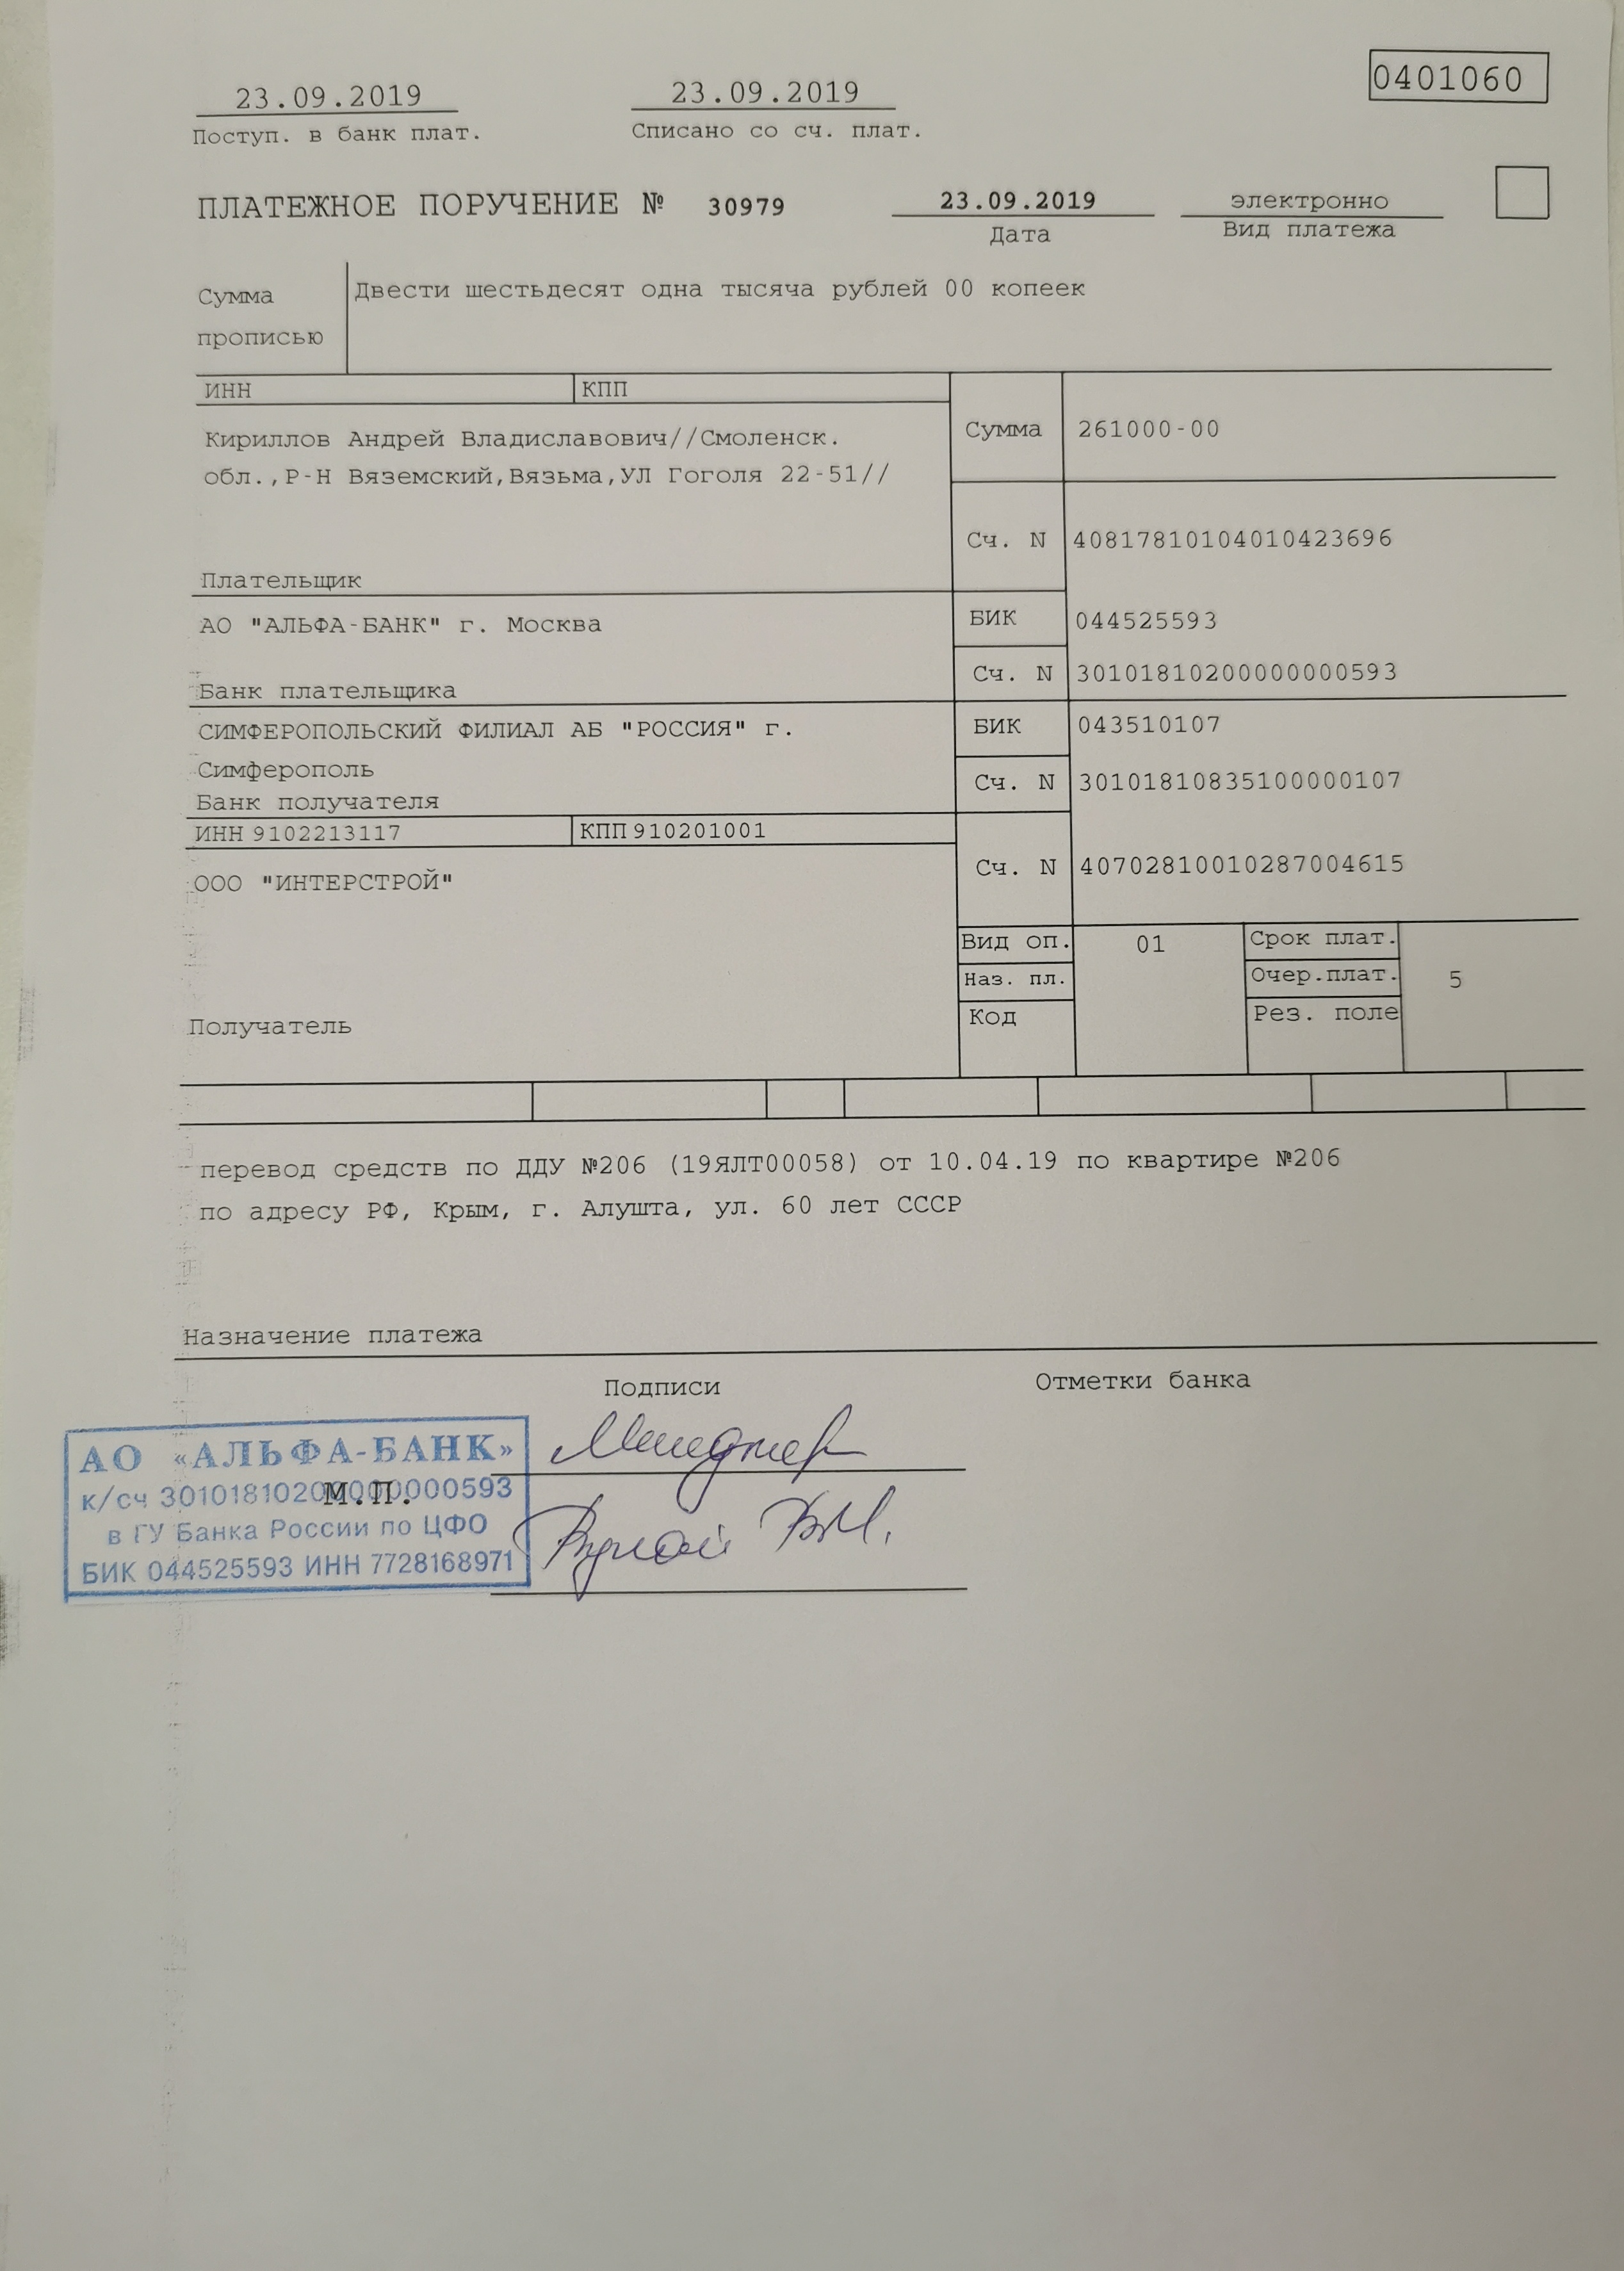 0401060
23.09.2019 23.09.2019
Поступ. в банк плат. Списано со сч. плат.
ПЛАТЕЖНОЕ ПОРУЧЕНИЕ № 30979 23.09.2019 электронно
Дата Вид платежа
Сумма прописью Двести шестьдесят одна тысяча рублей 00 копеек
ИНН КПП
Кириллов Андрей Владиславович//Смоленск. Сумма 261000-00
обл.,Р-Н Вяземский,Вязьма,УЛ Гоголя 22-51//
Сч. N 40817810104010423696
Плательщик
АО "АЛЬФА-БАНК" г. Москва БИК 044525593
Сч. N 30101810200000000593
Банк плательщика
СИМФЕРОПОЛЬСКИЙ ФИЛИАЛ АБ "РОССИЯ" г. БИК 043510107
Симферополь Сч. N 30101810835100000107
Банк получателя
ИНН 9102213117 КПП 910201001
ООО "ИНТЕРСТРОЙ" Сч. N 40702810010287004615
Вид оп. 01 Срок плат.
Наз. пл. Очер.плат. 5
Получатель Код Рез. поле
перевод средств по ДДУ №206 (19ЯЛТ00058) от 10.04.19 по квартире №206
по адресу РФ, Крым, г. Алушта, ул. 60 лет СССР
Назначение платежа
Подписи Отметки банка
АО «АЛЬФА-БАНК» Менеджер
к/сч 30101810200000000593
М.П.
в ГУ Банка России по ЦФО
БИК 044525593 ИНН 7728168971